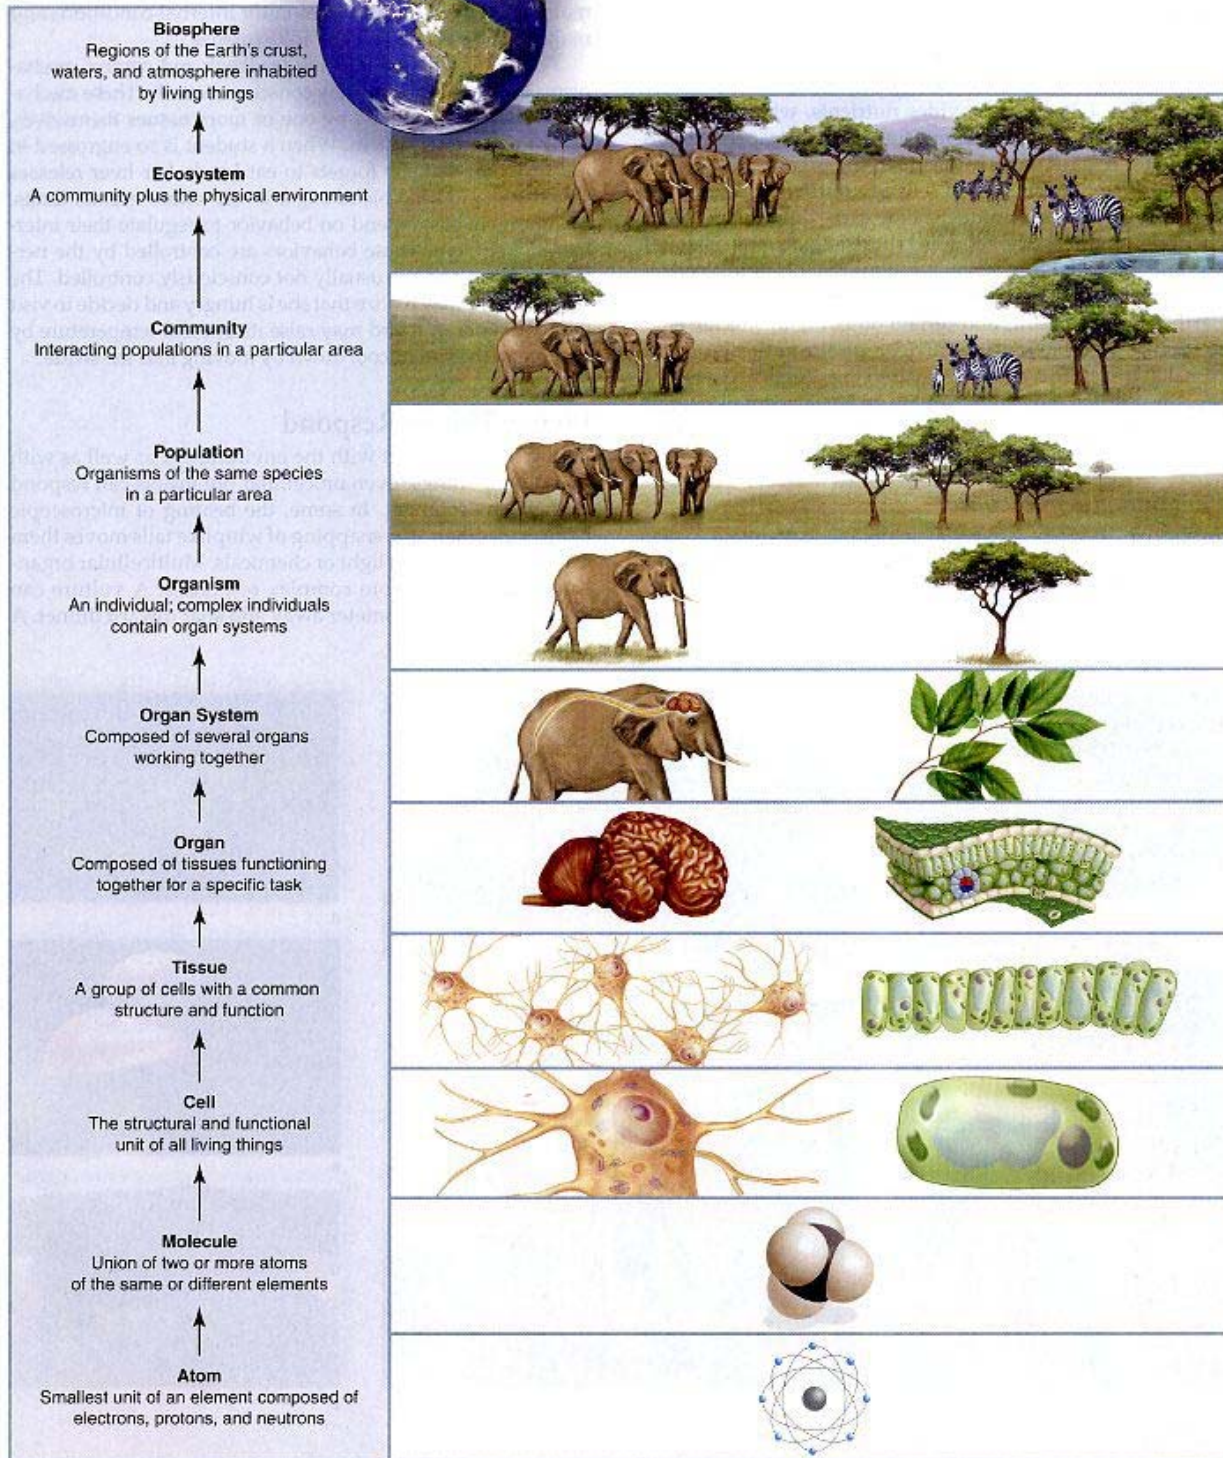 Biosphere
Regions of the Earth's crust,
waters, and atmosphere inhabited
by living things
Ecosystem
A community plus the physical environment
Community
Interacting populations in a particular area
Population
Organisms of the same species
in a particular area
Organism
An individual; complex individuals
contain organ systems
Organ System
Composed of several organs
working together
Organ
Composed of tissues functioning
together for a specific task
Tissue
A group of cells with a common
structure and function
Cell
The structural and functional
unit of all living things
Molecule
Union of two or more atoms
of the same or different elements
Atom
Smallest unit of an element composed of
electrons, protons, and neutrons